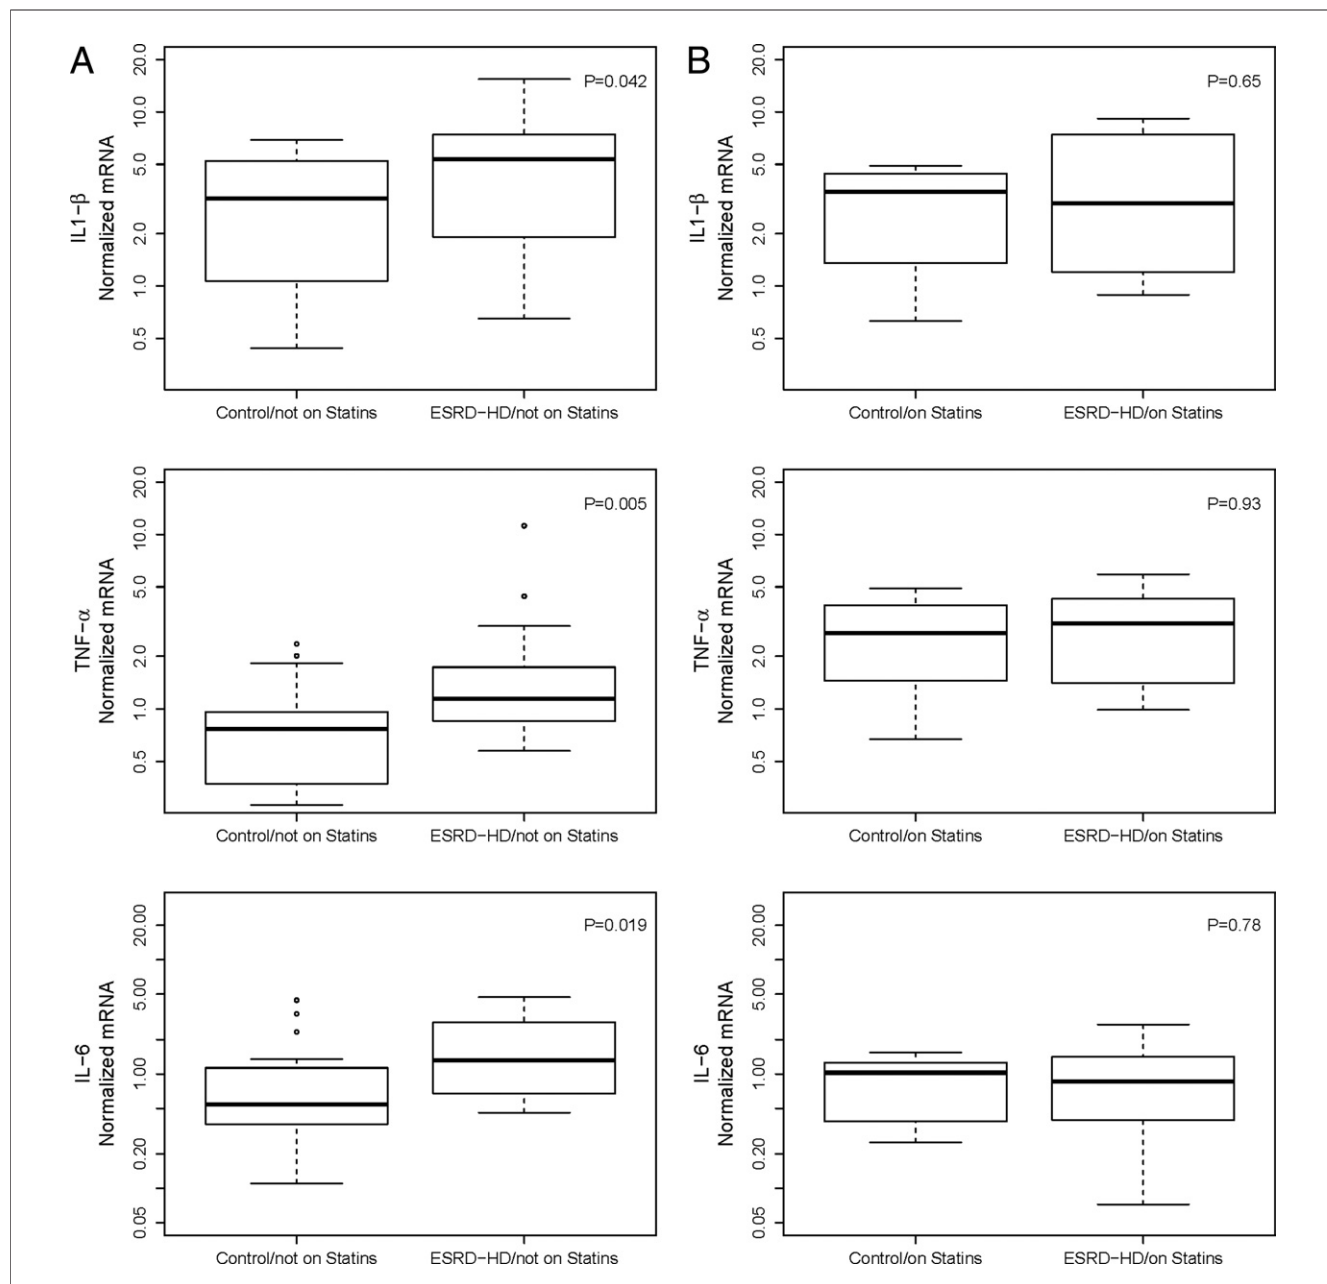 A
IL1-β
Normalized mRNA
20.0
10.0
5.0
2.0
1.0
0.5
P=0.042
Control/not on Statins
ESRD-HD/not on Statins
B
IL1-β
Normalized mRNA
20.0
10.0
5.0
2.0
1.0
0.5
P=0.65
Control/on Statins
ESRD-HD/on Statins
TNF-α
Normalized mRNA
20.0
10.0
5.0
2.0
1.0
0.5
P=0.005
Control/not on Statins
ESRD-HD/not on Statins
TNF-α
Normalized mRNA
20.0
10.0
5.0
2.0
1.0
0.5
P=0.93
Control/on Statins
ESRD-HD/on Statins
IL-6
Normalized mRNA
20.00
5.00
1.00
0.20
0.05
P=0.019
Control/not on Statins
ESRD-HD/not on Statins
IL-6
Normalized mRNA
20.00
5.00
1.00
0.20
0.05
P=0.78
Control/on Statins
ESRD-HD/on Statins